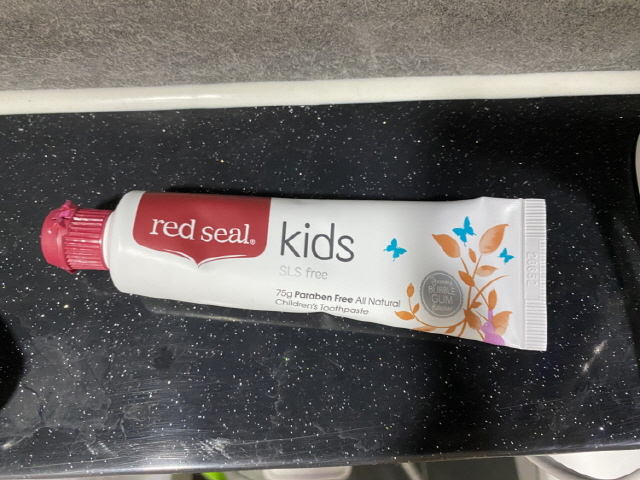 red seal®
kids
SLS free
75g Paraben Free All Natural
Children's Toothpaste
BUBBLE
GUM